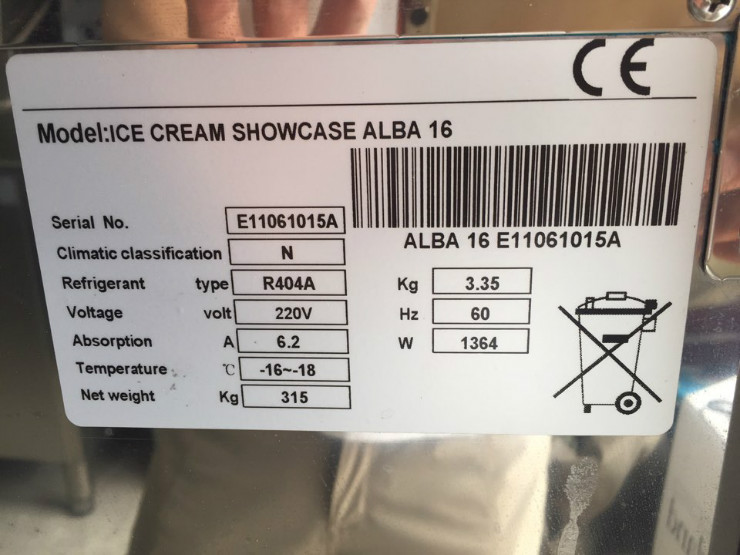 CE
Model:ICE CREAM SHOWCASE ALBA 16
Serial No. E11061015A
ALBA 16 E11061015A
Climatic classification N
Refrigerant type R404A Kg 3.35
Voltage volt 220V Hz 60
Absorption A 6.2 W 1364
Temperature ℃ -16~-18
Net weight Kg 315